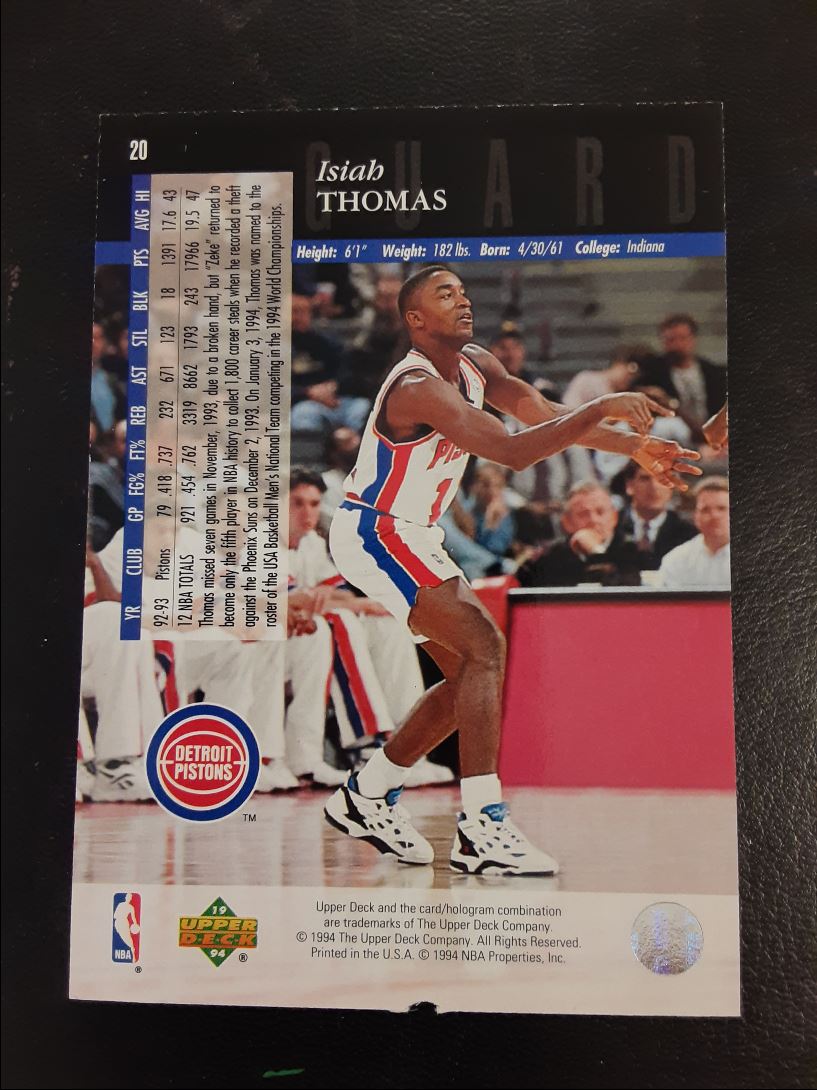 20
GUARD
Isiah
THOMAS
Height: 6'1" Weight: 182 lbs. Born: 4/30/61 College: Indiana
YR CLUB GP FG% FT% REB AST STL BLK PTS AVG HI
92-93 Pistons 79 .418 .737 232 671 123 18 1391 17.6 43
12 NBA TOTALS 921 .454 .762 3319 8662 1793 243 17966 19.5 47
Thomas missed seven games in November, 1993, due to a broken hand, but "Zeke" returned to
become only the fifth player in NBA history to collect 1,800 career steals when he recorded a theft
against the Phoenix Suns on December 2, 1993. On January 3, 1994, Thomas was named to the
roster of the USA Basketball Men's National Team competing in the 1994 World Championships.
PIS
1
DETROIT
PISTONS
TM
NBA
®
19
UPPER
DECK
94
®
Upper Deck and the card/hologram combination
are trademarks of The Upper Deck Company.
© 1994 The Upper Deck Company. All Rights Reserved.
Printed in the U.S.A. © 1994 NBA Properties, Inc.